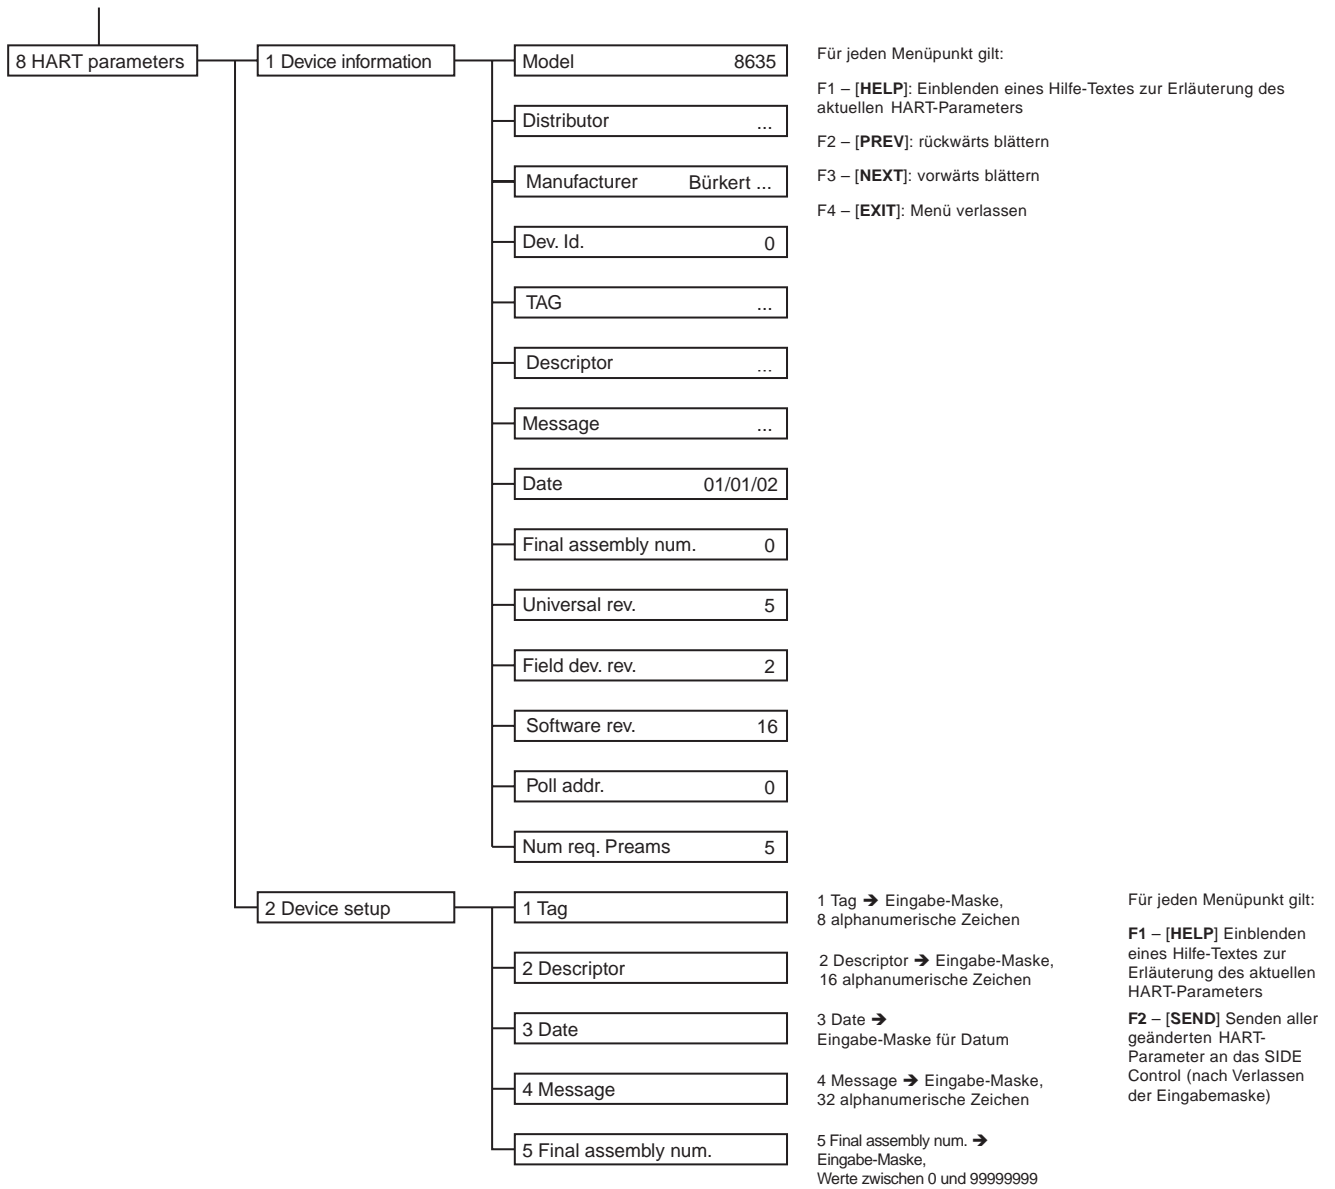 8 HART parameters
1 Device information
Model 8635
Distributor ...
Manufacturer Bürkert ...
Dev. Id. 0
TAG ...
Descriptor ...
Message ...
Date 01/01/02
Final assembly num. 0
Universal rev. 5
Field dev. rev. 2
Software rev. 16
Poll addr. 0
Num req. Preams 5
Für jeden Menüpunkt gilt:
F1 – [HELP]: Einblenden eines Hilfe-Textes zur Erläuterung des
aktuellen HART-Parameters
F2 – [PREV]: rückwärts blättern
F3 – [NEXT]: vorwärts blättern
F4 – [EXIT]: Menü verlassen
2 Device setup
1 Tag
2 Descriptor
3 Date
4 Message
5 Final assembly num.
1 Tag ➔ Eingabe-Maske,
8 alphanumerische Zeichen
2 Descriptor ➔ Eingabe-Maske,
16 alphanumerische Zeichen
3 Date ➔
Eingabe-Maske für Datum
4 Message ➔ Eingabe-Maske,
32 alphanumerische Zeichen
5 Final assembly num. ➔
Eingabe-Maske,
Werte zwischen 0 und 99999999
Für jeden Menüpunkt gilt:
F1 – [HELP] Einblenden
eines Hilfe-Textes zur
Erläuterung des aktuellen
HART-Parameters
F2 – [SEND] Senden aller
geänderten HART-
Parameter an das SIDE
Control (nach Verlassen
der Eingabemaske)